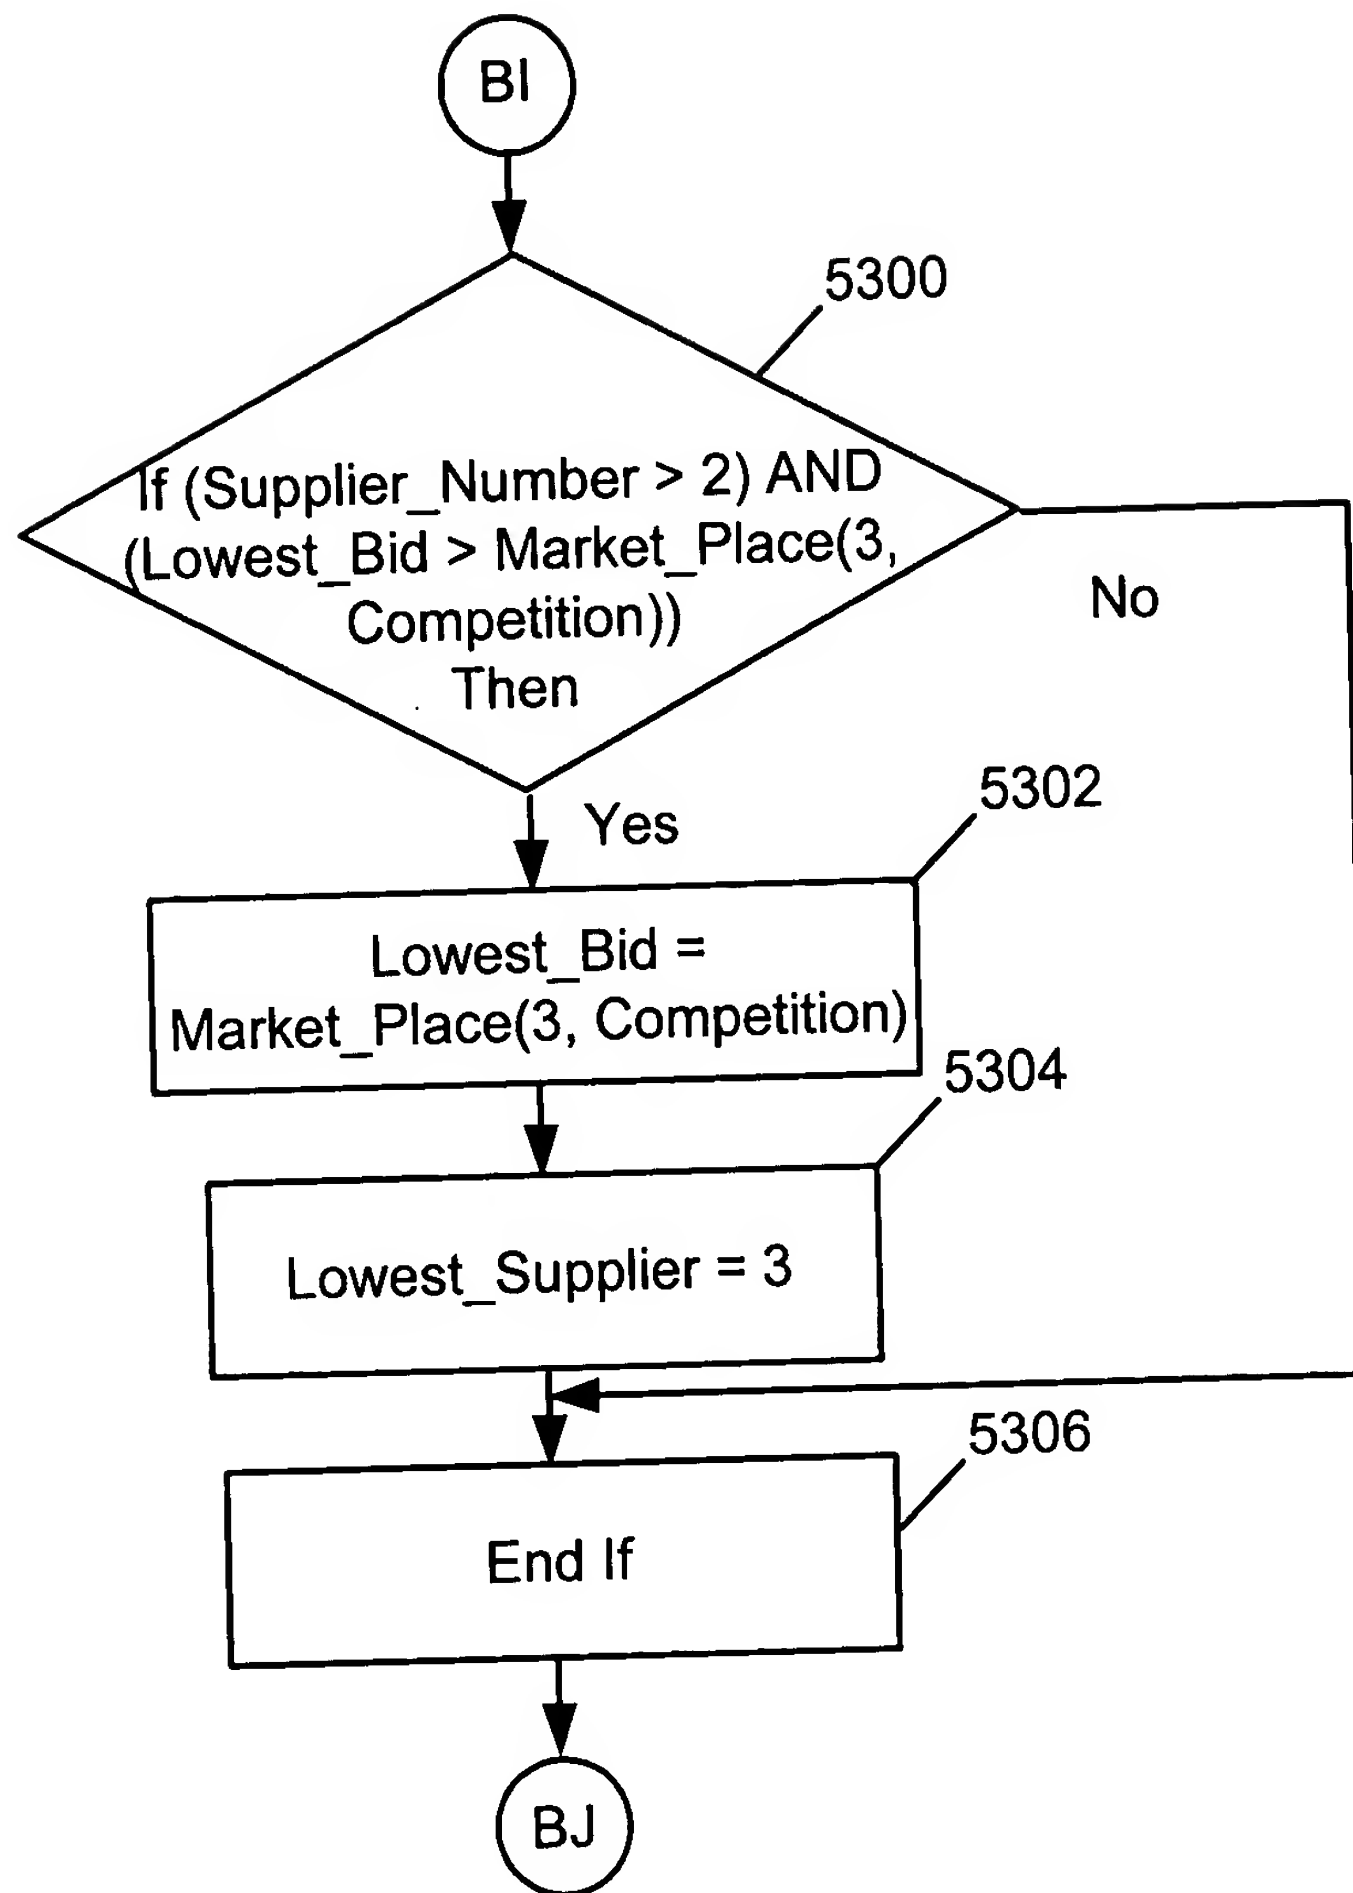 BI
5300
If (Supplier_Number > 2) AND
(Lowest_Bid > Market_Place(3,
Competition))
Then
No
Yes
5302
Lowest_Bid =
Market_Place(3, Competition)
5304
Lowest_Supplier = 3
5306
End If
BJ